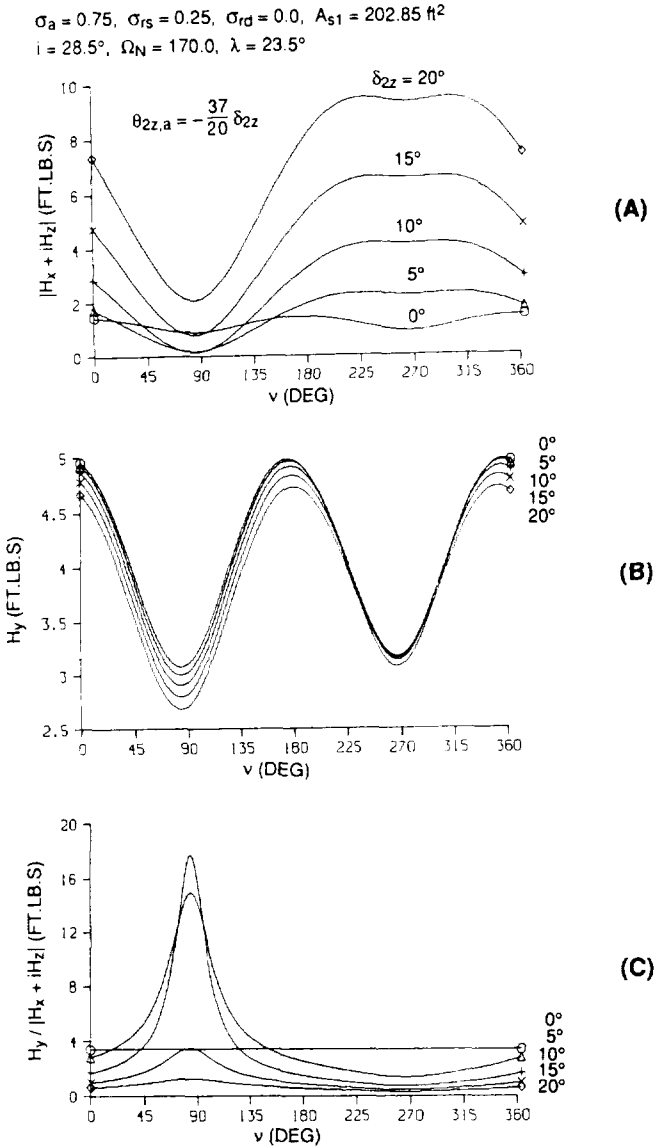 σa = 0.75, σrs = 0.25, σrd = 0.0, As1 = 202.85 ft²
i = 28.5°, ΩN = 170.0, λ = 23.5°
δ2z = 20°
θ2z,a = − 37/20 δ2z
15°
10°
5°
0°
10
8
6
4
2
0
|Hx + iHz| (FT.LB.S)
0 45 90 135 180 225 270 315 360
ν (DEG)
(A)
5
4.5
4
3.5
3
2.5
Hy (FT.LB.S)
0°
5°
10°
15°
20°
0 45 90 135 180 225 270 315 360
ν (DEG)
(B)
20
16
12
8
4
0
Hy / |Hx + iHz| (FT.LB.S)
0°
5°
10°
15°
20°
0 45 90 135 180 225 270 315 360
ν (DEG)
(C)